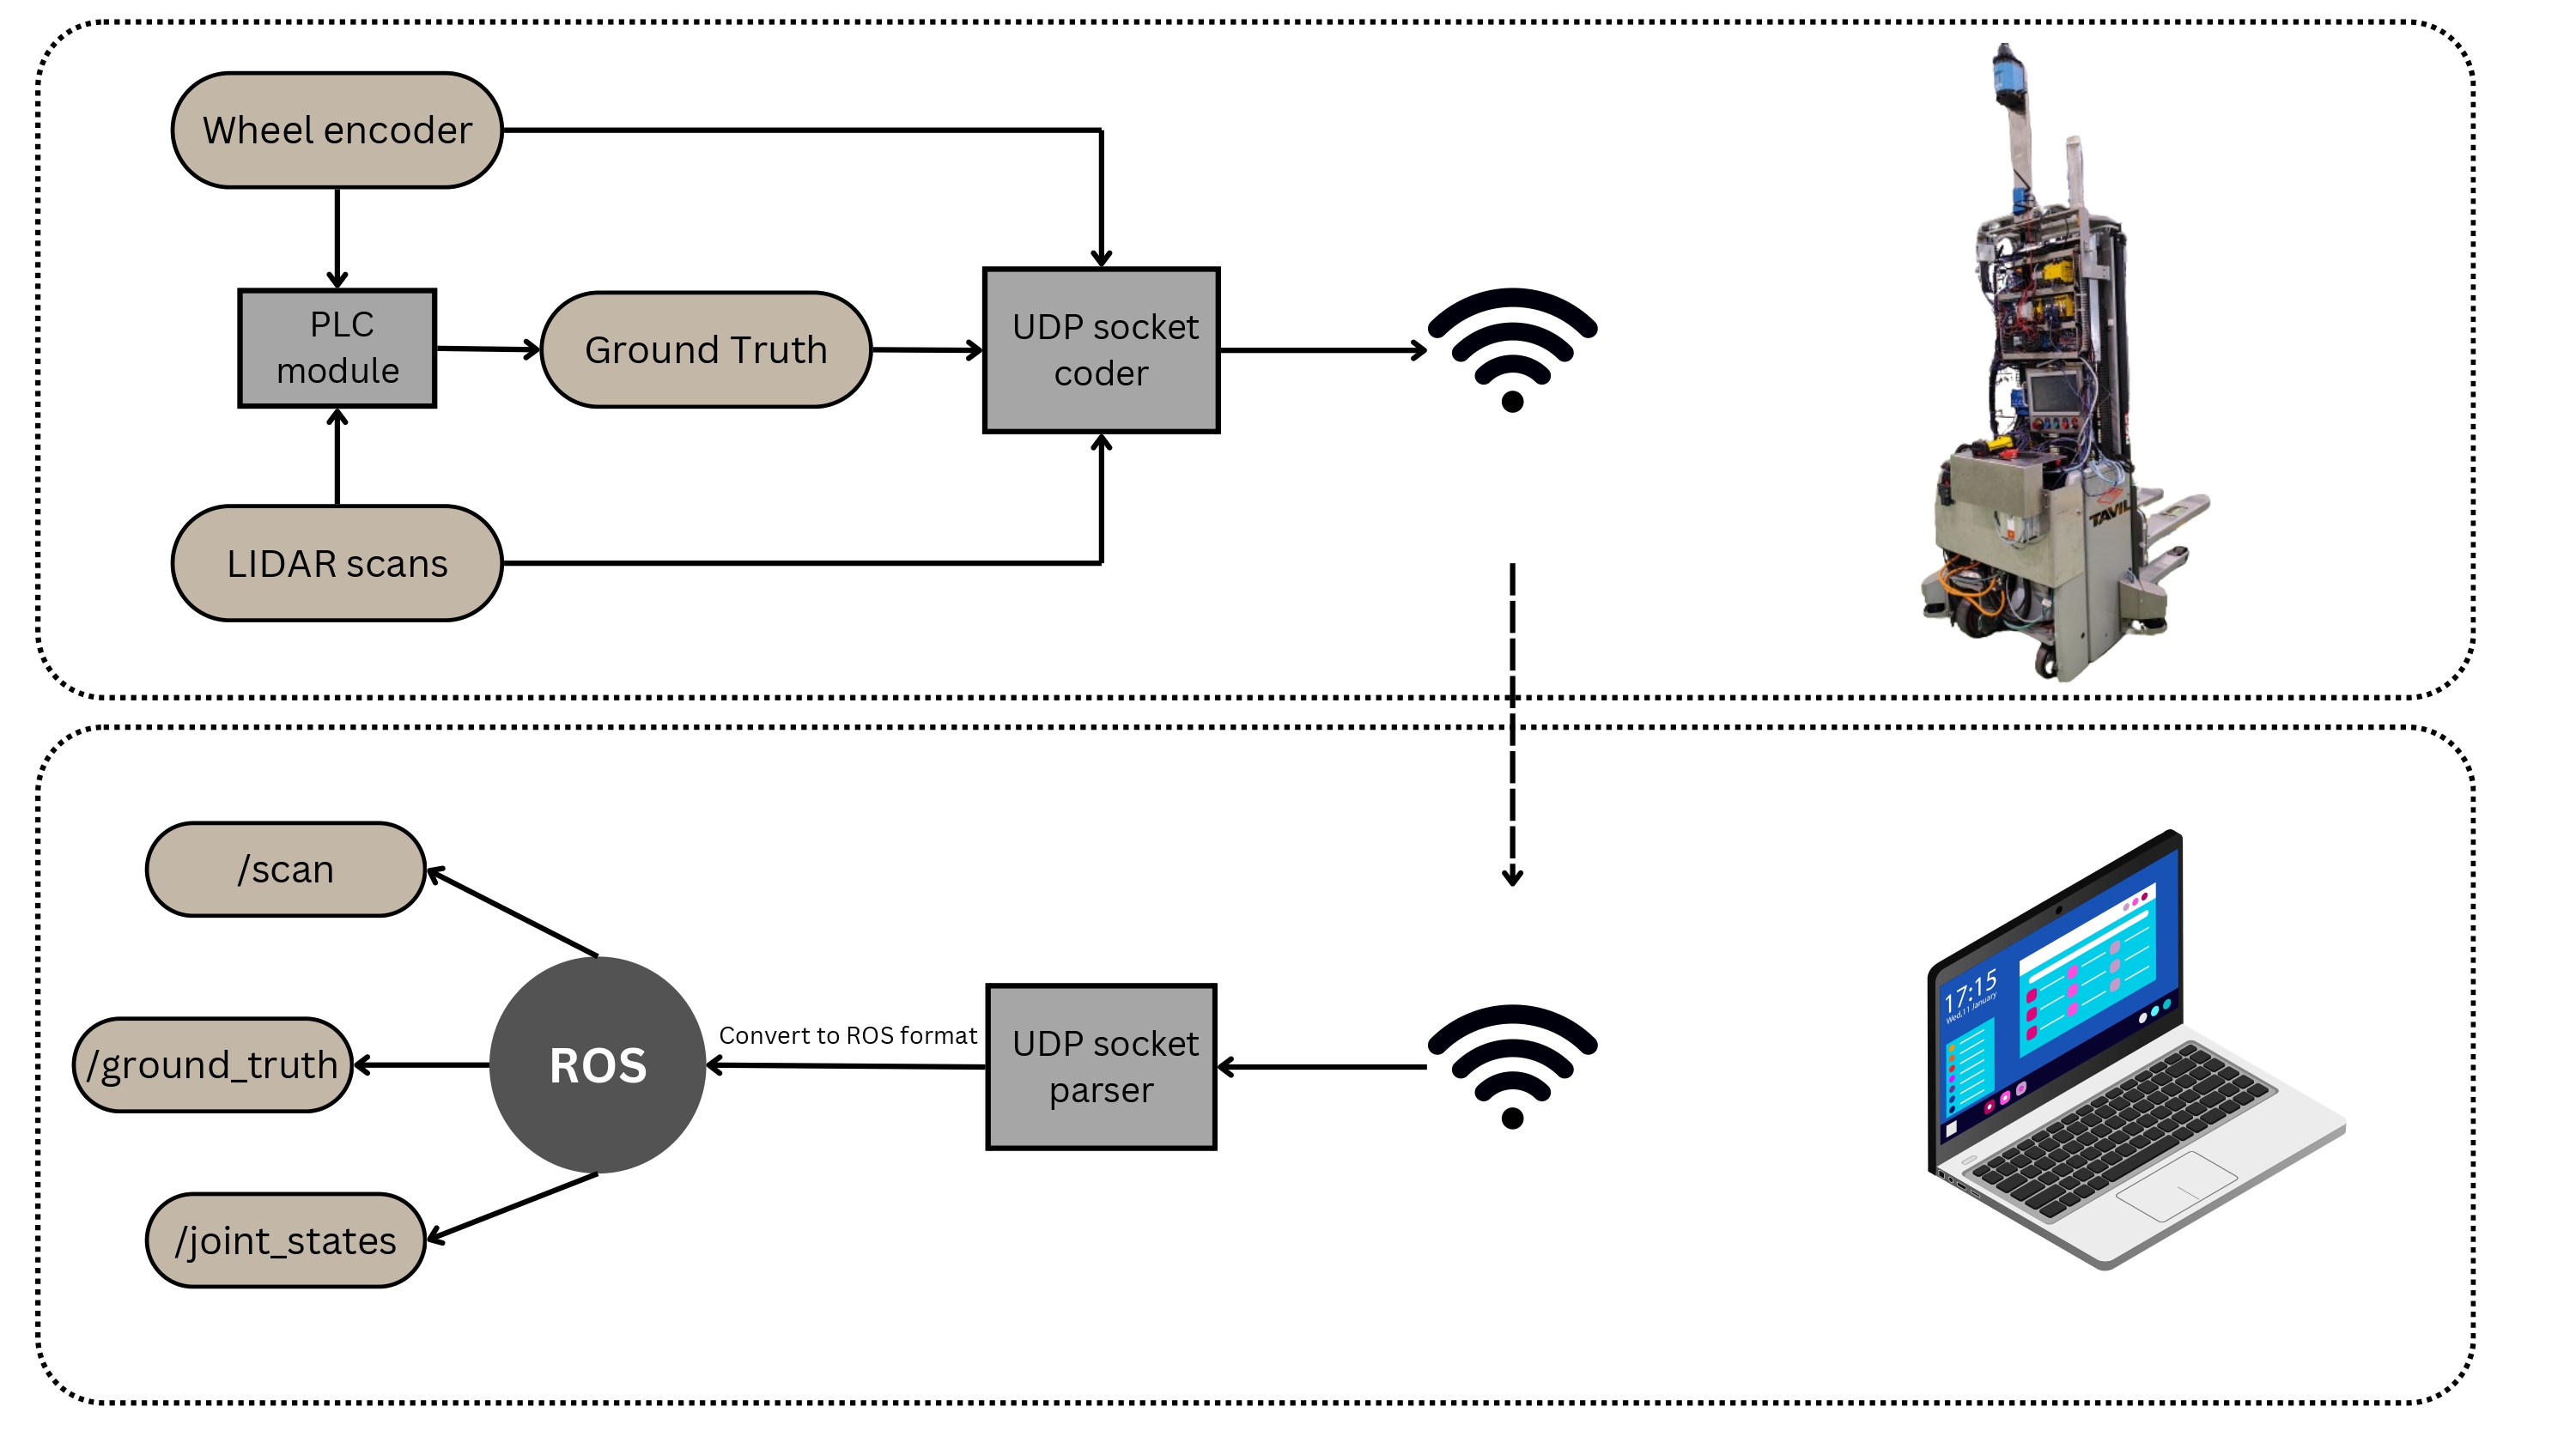 Wheel encoder
PLC
module
Ground Truth
UDP socket
coder
LIDAR scans
TAVIL
/scan
/ground_truth
/joint_states
ROS
Convert to ROS format
UDP socket
parser
17:15
Wed,11 January